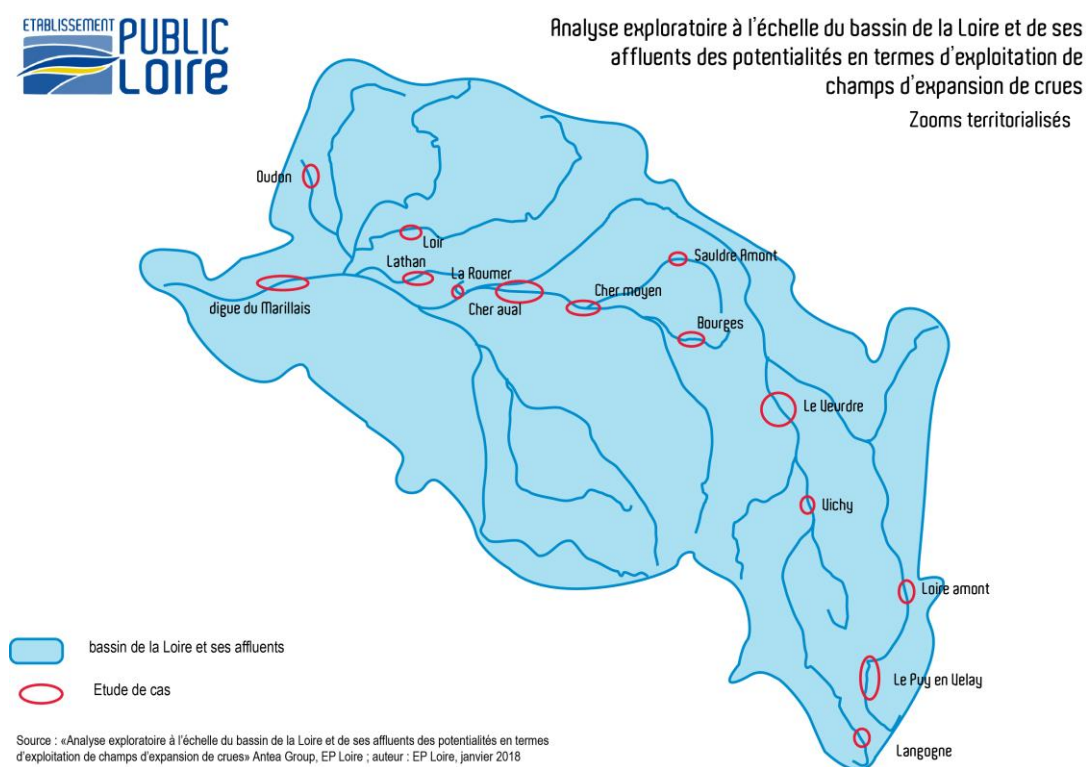 ETABLISSEMENT
PUBLIC
LOIRE
Analyse exploratoire à l'échelle du bassin de la Loire et de ses
affluents des potentialités en termes d'exploitation de
champs d'expansion de crues
Zooms territorialisés
Oudon
Loir
Lathan
La Roumer
Sauldre Amont
digue du Marillais
Cher aval
Cher moyen
Bourges
Le Veurdre
Vichy
Loire amont
Le Puy en Velay
Langogne
bassin de la Loire et ses affluents
Etude de cas
Source : «Analyse exploratoire à l'échelle du bassin de la Loire et de ses affluents des potentialités en termes
d'exploitation de champs d'expansion de crues» Antea Group, EP Loire ; auteur : EP Loire, janvier 2018